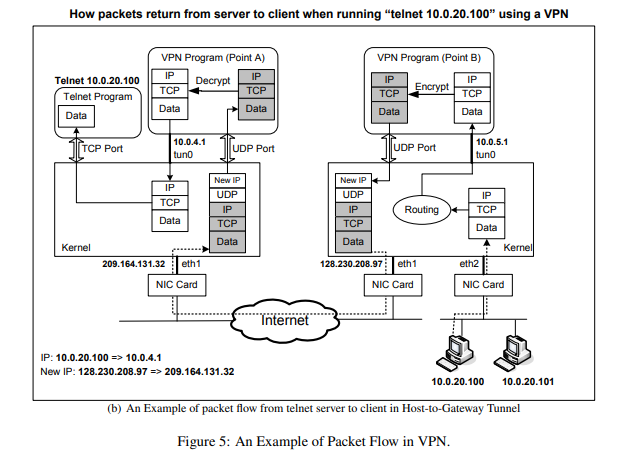 How packets return from server to client when running “telnet 10.0.20.100” using a VPN
VPN Program (Point A)
IP
TCP
Data
Decrypt
IP
TCP
Data
VPN Program (Point B)
IP
TCP
Data
Encrypt
IP
TCP
Data
Telnet 10.0.20.100
Telnet Program
Data
TCP Port
10.0.4.1
tun0
UDP Port
UDP Port
10.0.5.1
tun0
IP
TCP
Data
New IP
UDP
IP
TCP
Data
Kernel
New IP
UDP
IP
TCP
Data
Routing
IP
TCP
Data
Kernel
209.164.131.32
eth1
128.230.208.97
eth1
eth2
NIC Card
NIC Card
NIC Card
Internet
IP: 10.0.20.100 => 10.0.4.1
New IP: 128.230.208.97 => 209.164.131.32
10.0.20.100
10.0.20.101
(b) An Example of packet flow from telnet server to client in Host-to-Gateway Tunnel
Figure 5: An Example of Packet Flow in VPN.